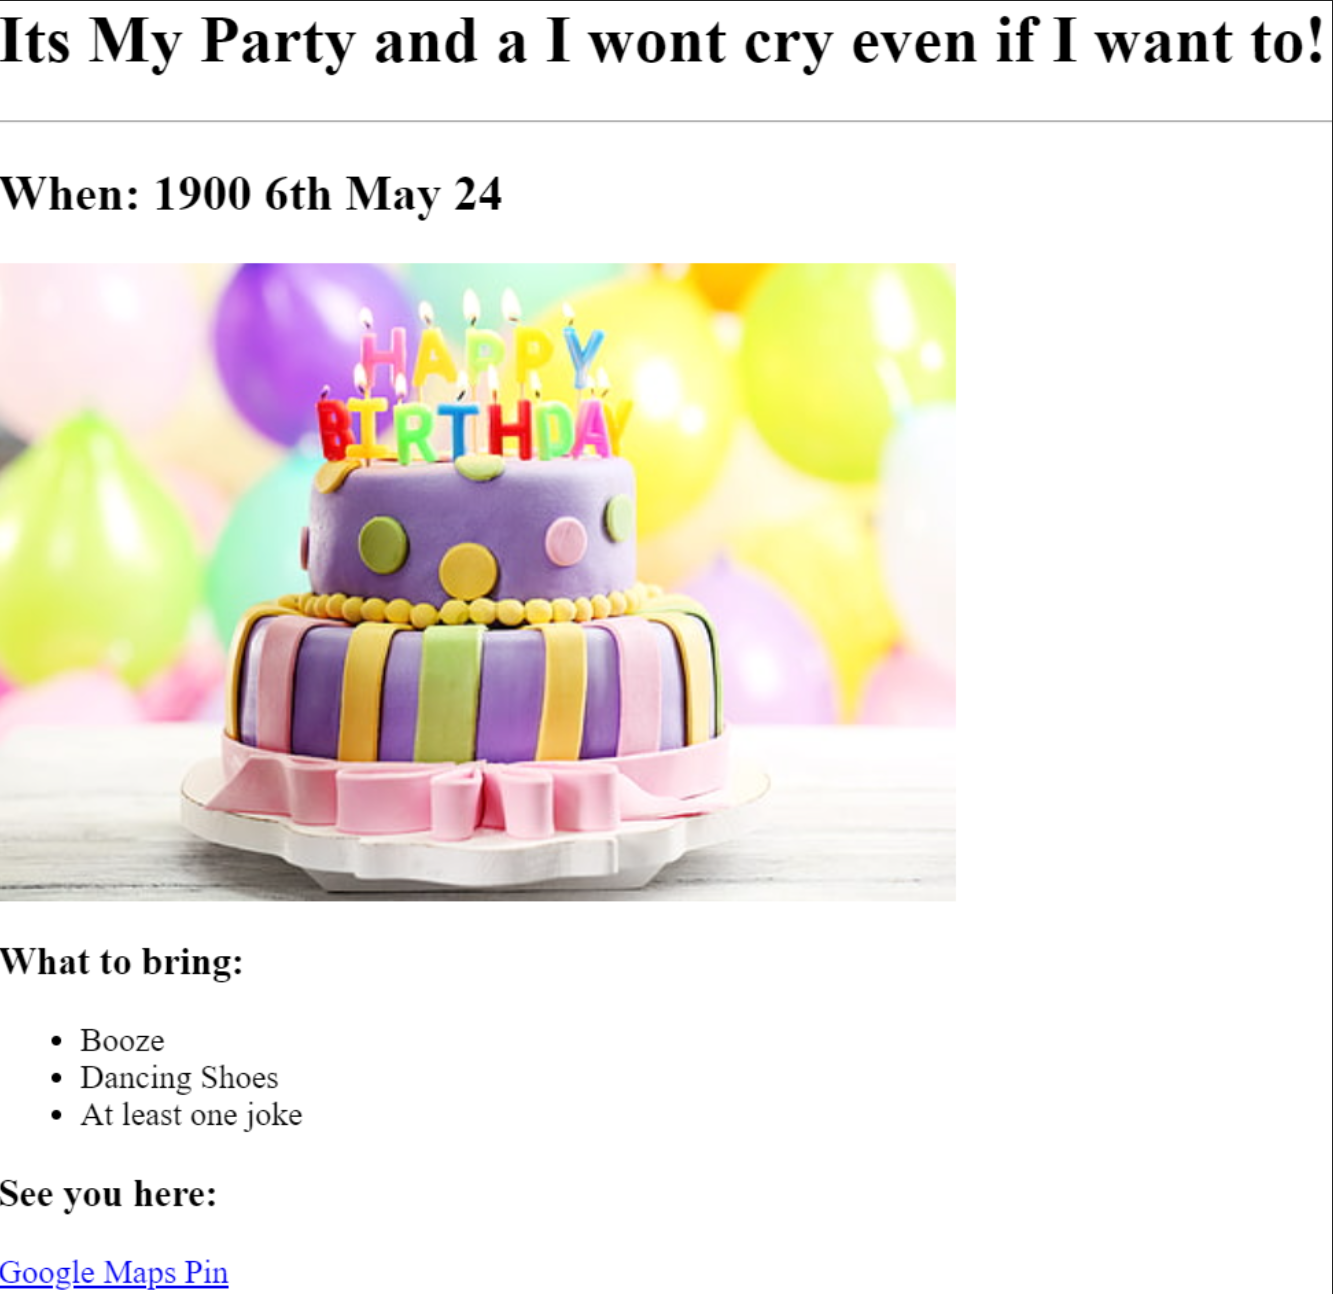 Its My Party and a I wont cry even if I want to!
When: 1900 6th May 24
HAPPY
BIRTHDAY
What to bring:
Booze
Dancing Shoes
At least one joke
See you here:
Google Maps Pin